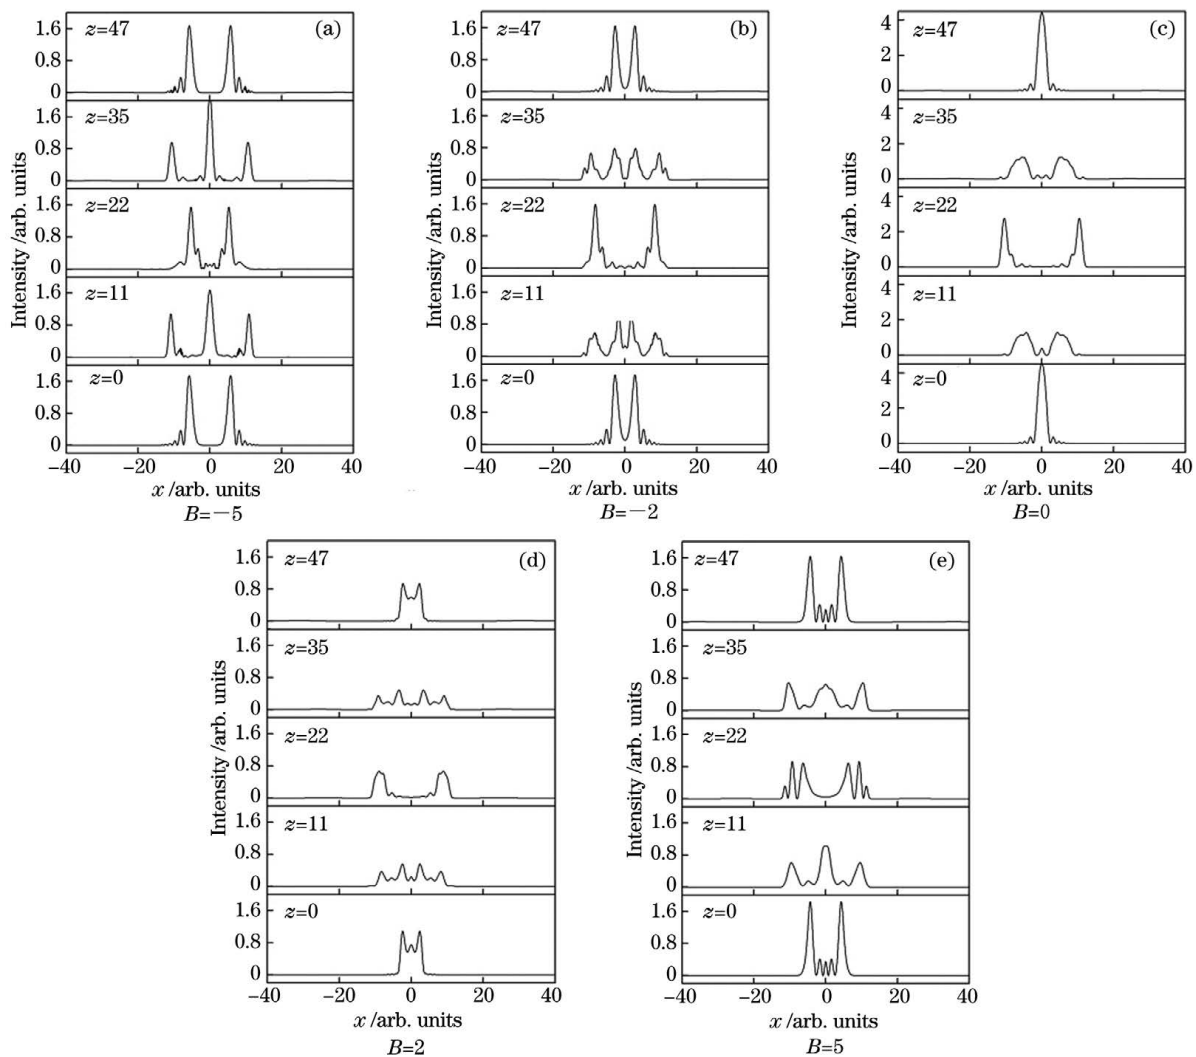 (a)
z=47
1.6
0.8
0
z=35
1.6
0.8
0
z=22
1.6
0.8
0
z=11
1.6
0.8
0
z=0
1.6
0.8
0
Intensity /arb. units
−40 −20 0 20 40
x /arb. units
B=−5
(b)
z=47
1.6
0.8
0
z=35
1.6
0.8
0
z=22
1.6
0.8
0
z=11
1.6
0.8
0
z=0
1.6
0.8
0
Intensity /arb. units
−40 −20 0 20 40
x /arb. units
B=−2
(c)
z=47
4
2
0
z=35
4
2
0
z=22
4
2
0
z=11
4
2
0
z=0
4
2
0
Intensity /arb. units
−40 −20 0 20 40
x /arb. units
B=0
(d)
z=47
1.6
0.8
0
z=35
1.6
0.8
0
z=22
1.6
0.8
0
z=11
1.6
0.8
0
z=0
1.6
0.8
0
Intensity /arb. units
−40 −20 0 20 40
x /arb. units
B=2
(e)
z=47
1.6
0.8
0
z=35
1.6
0.8
0
z=22
1.6
0.8
0
z=11
1.6
0.8
0
z=0
1.6
0.8
0
Intensity /arb. units
−40 −20 0 20 40
x /arb. units
B=5